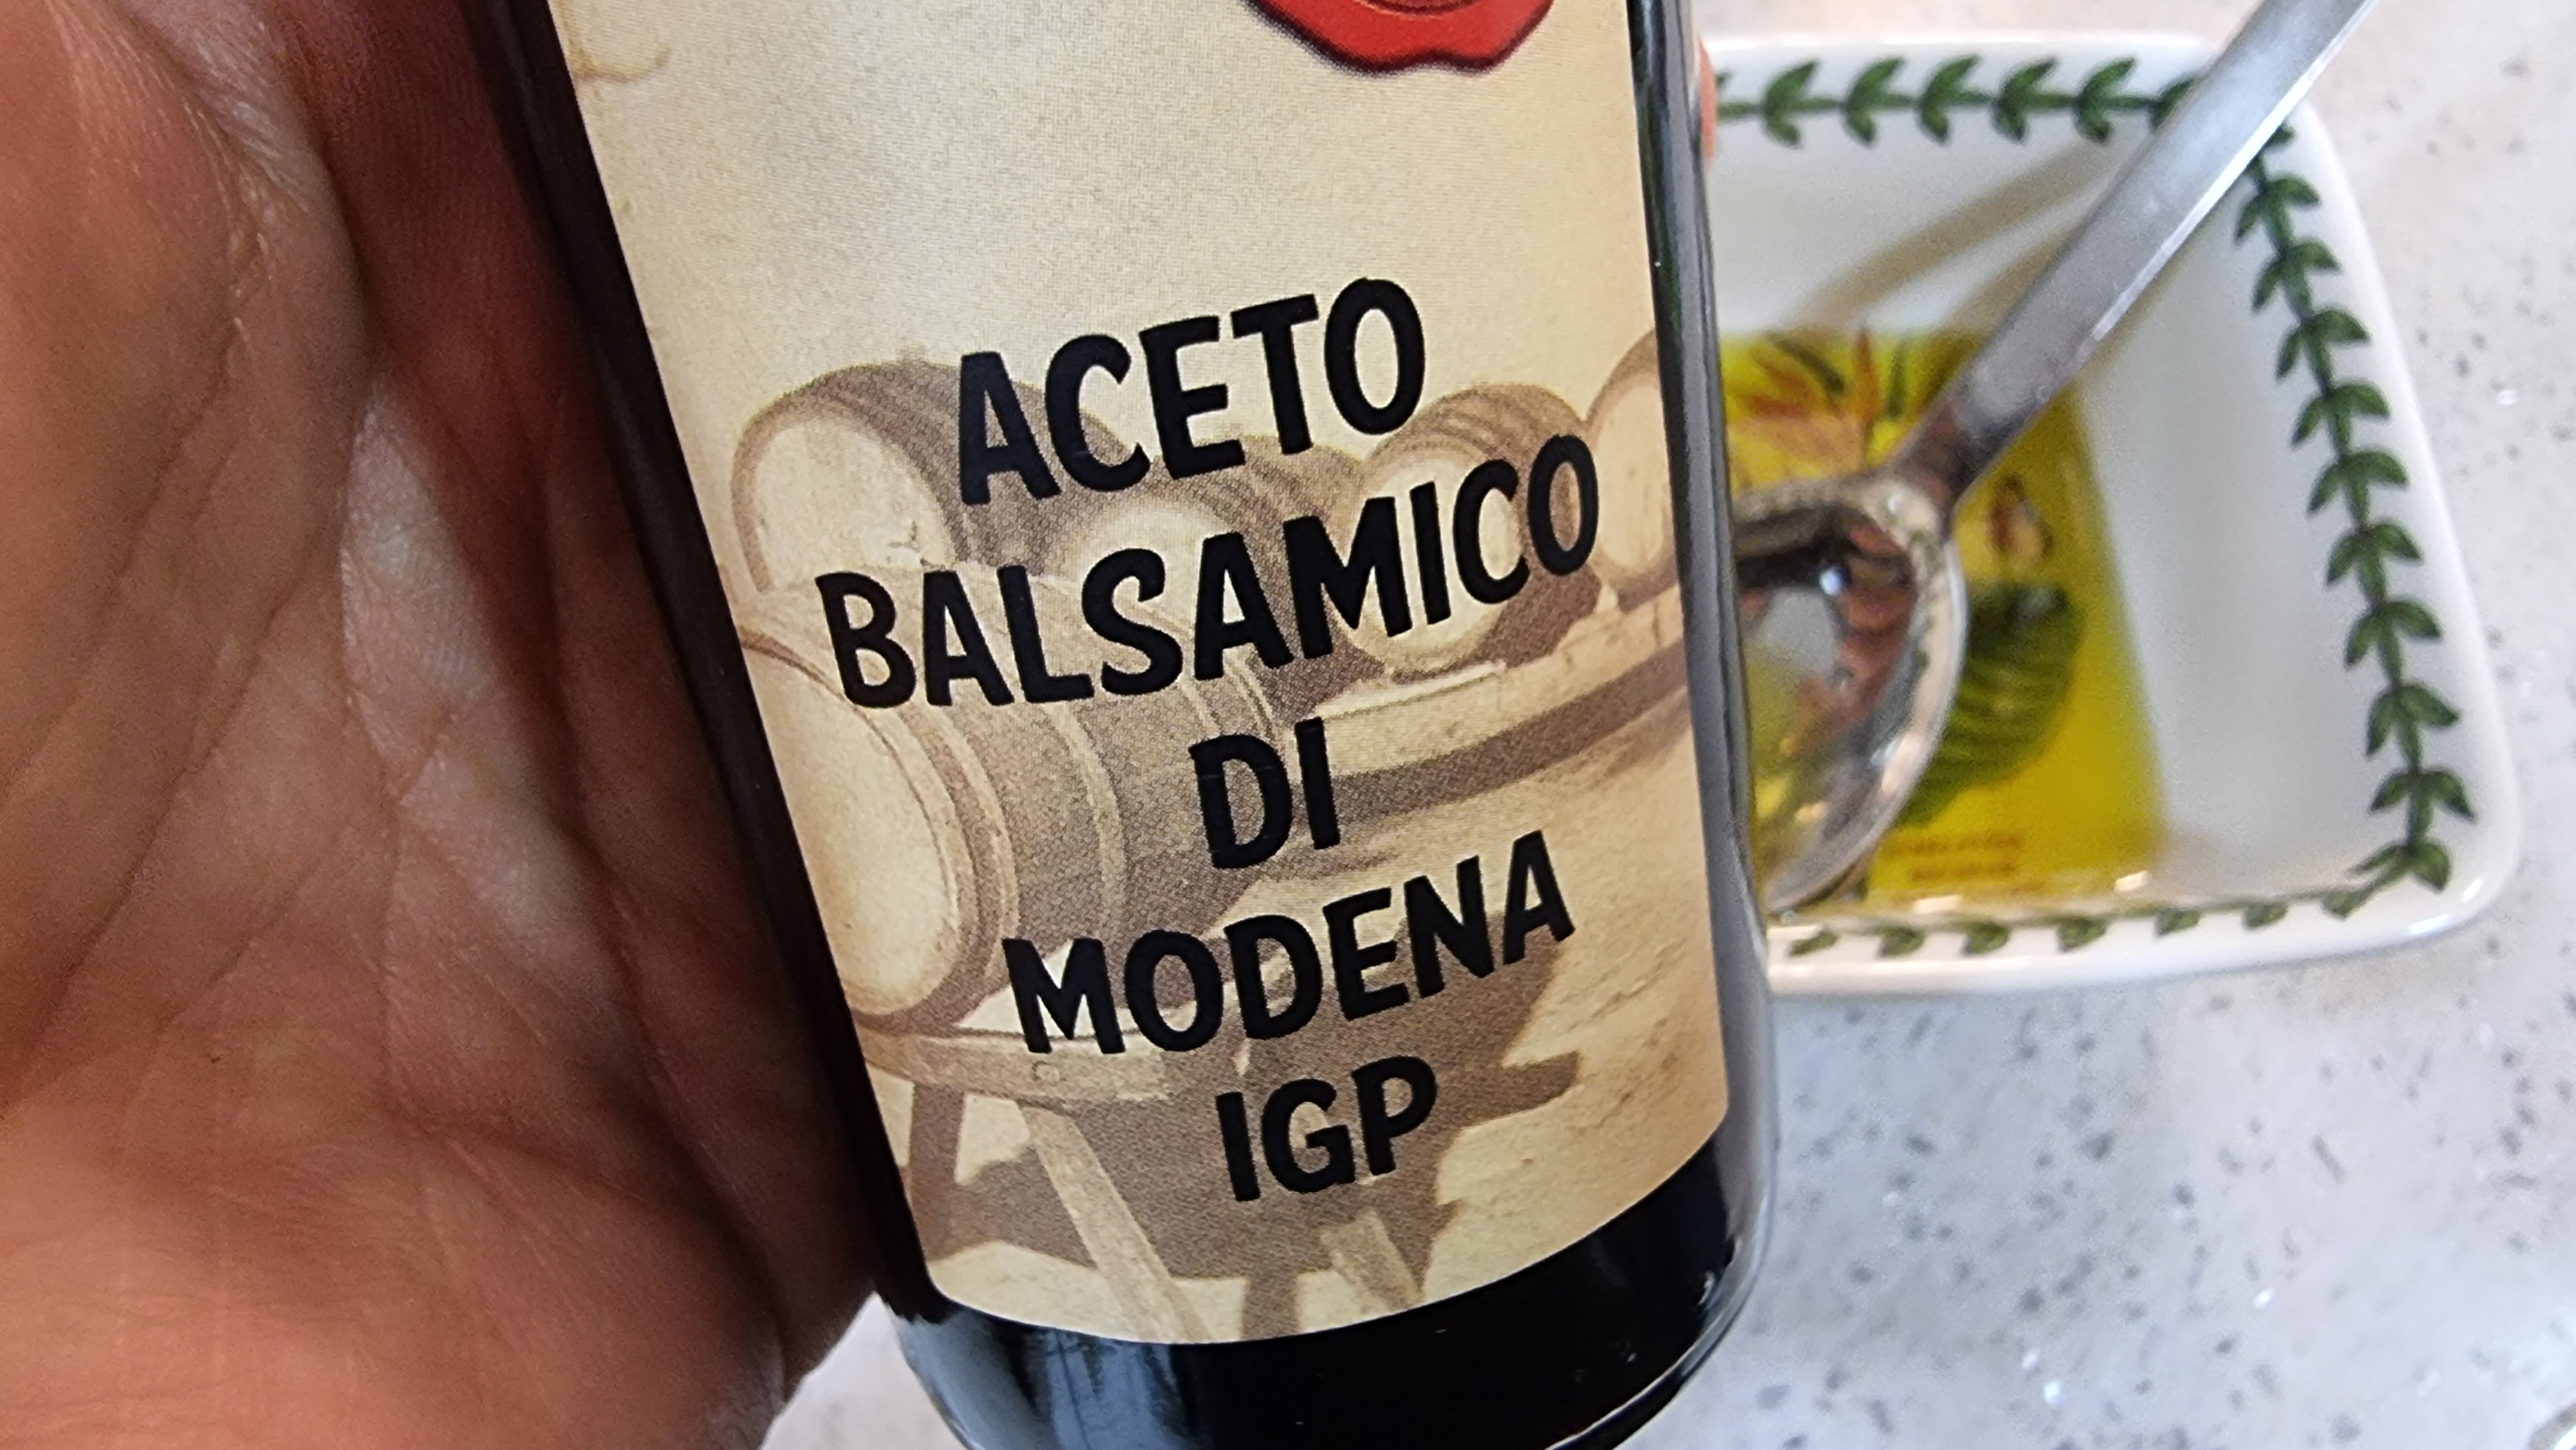 ACETO
BALSAMICO
DI
MODENA
IGP